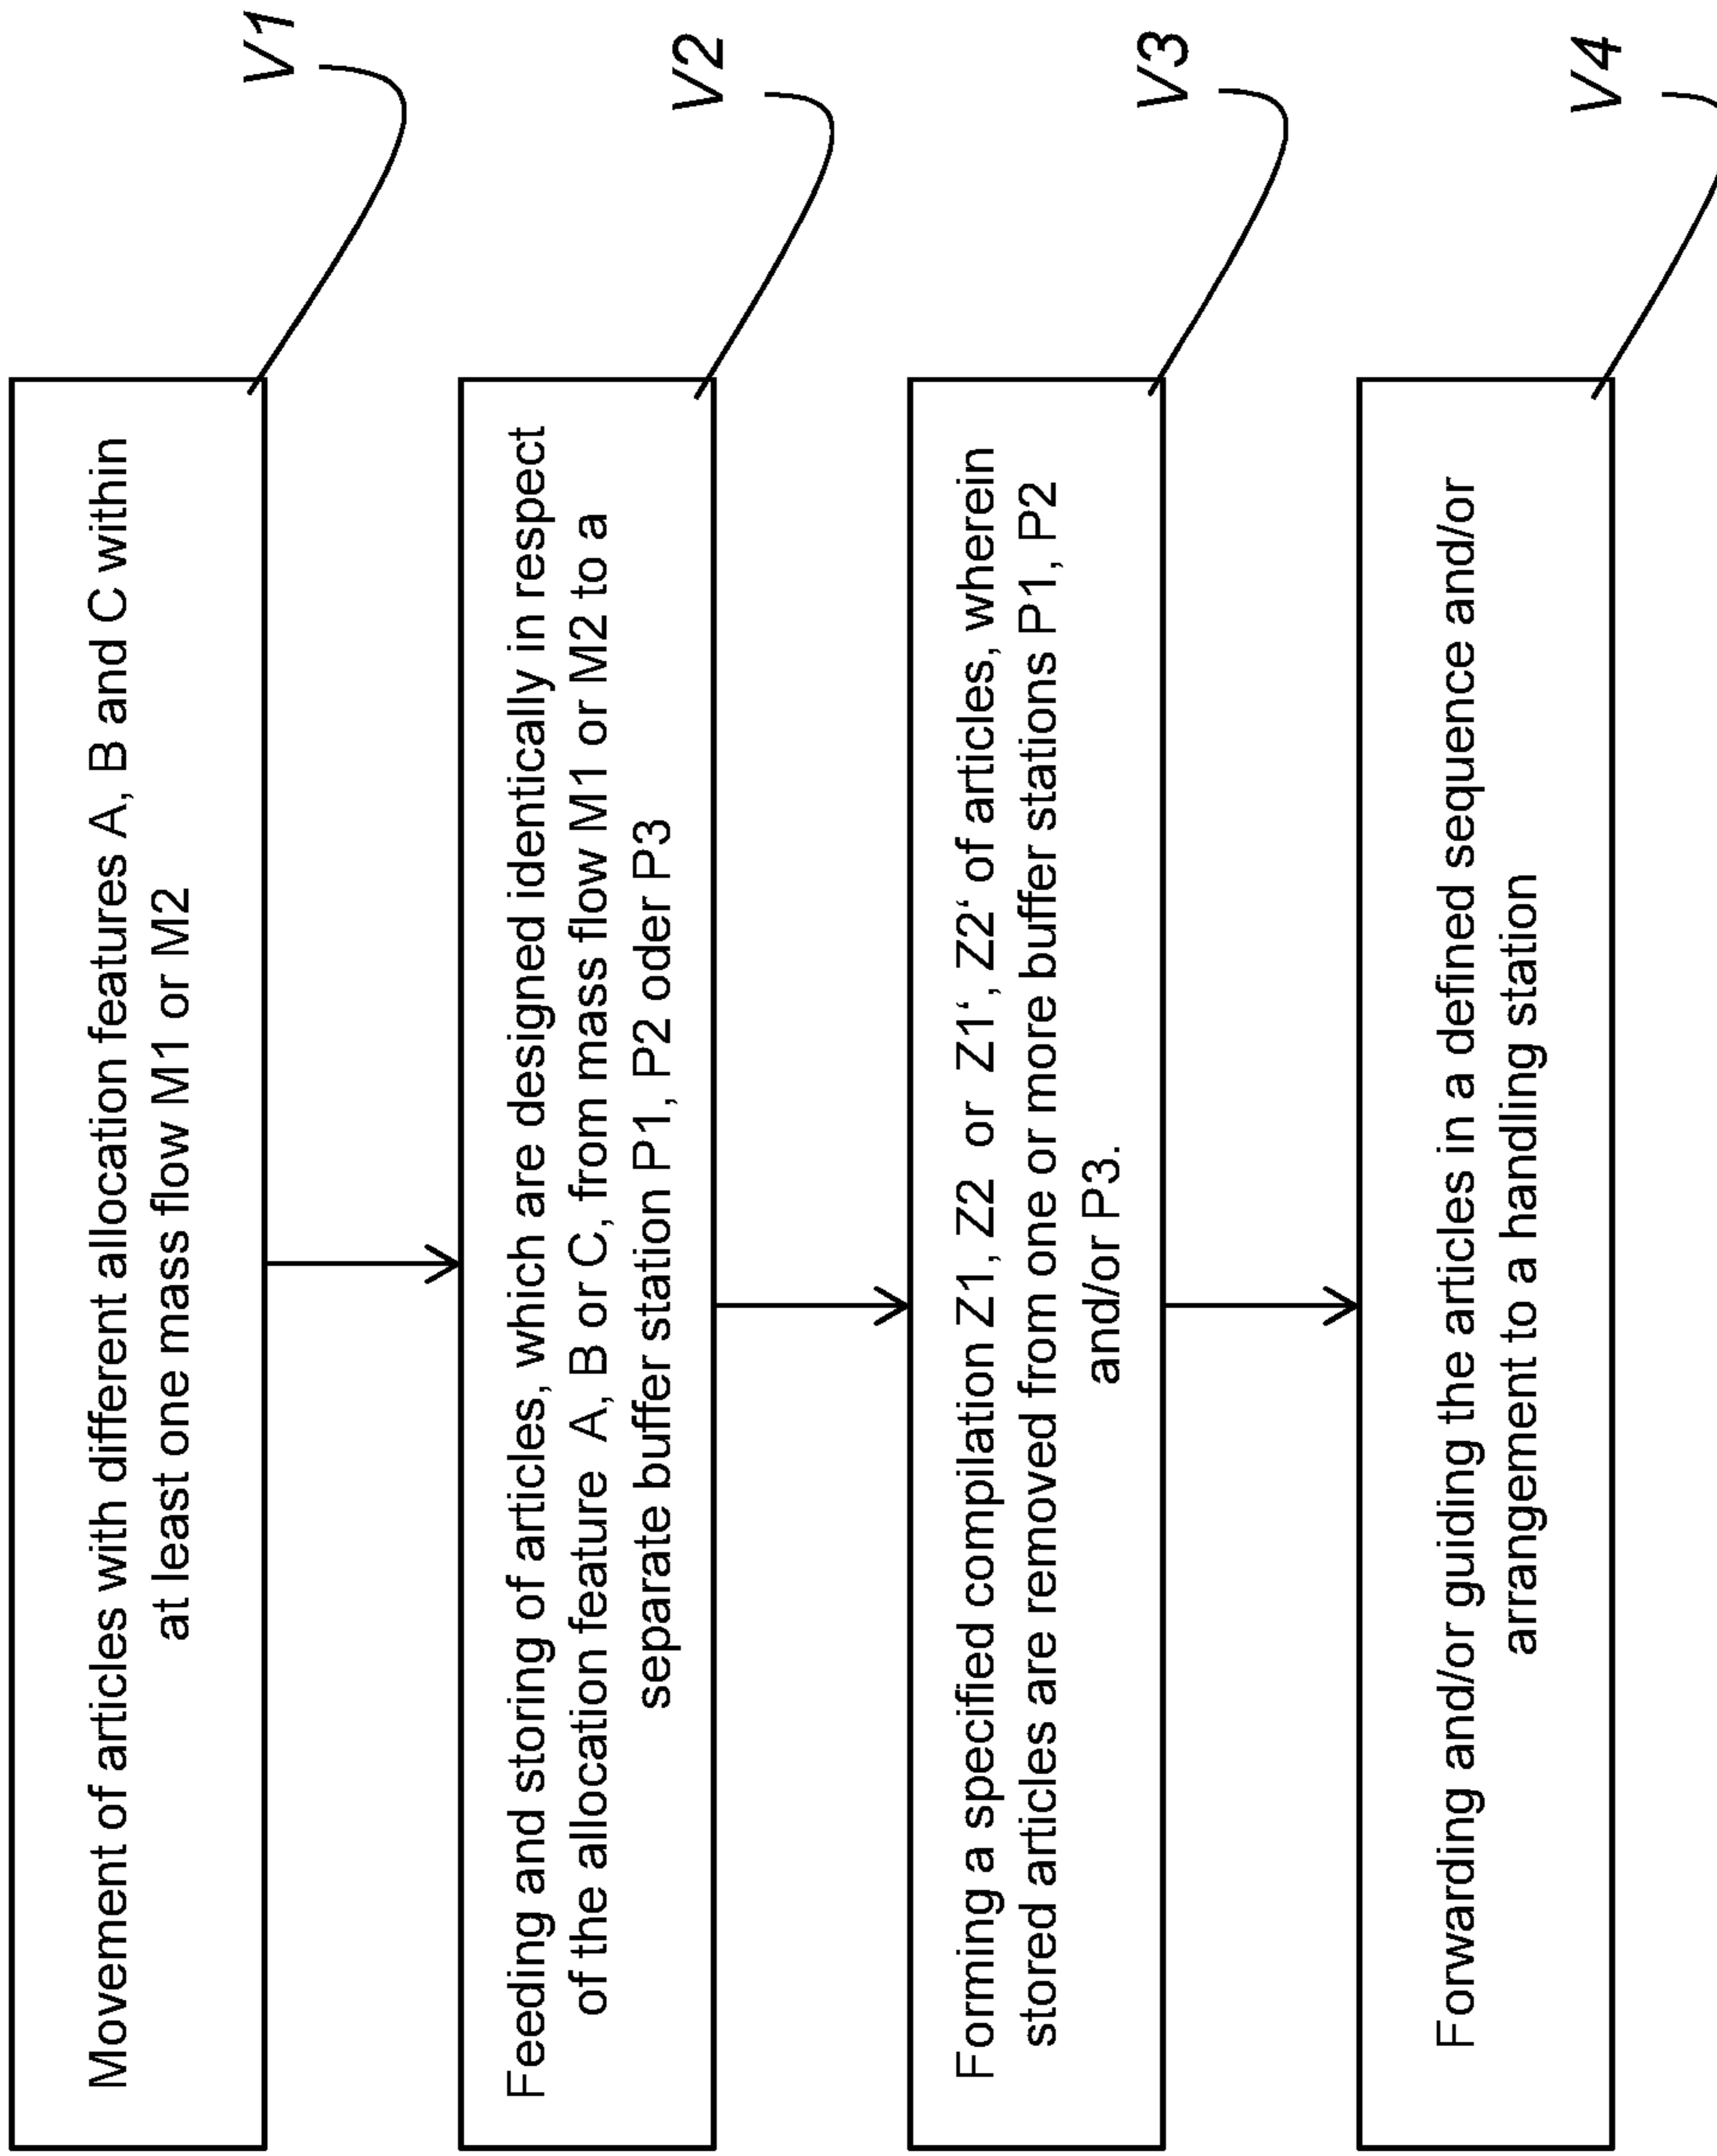 Movement of articles with different allocation features A, B and C within
at least one mass flow M1 or M2
V1
Feeding and storing of articles, which are designed identically in respect
of the allocation feature A, B or C, from mass flow M1 or M2 to a
separate buffer station P1, P2 oder P3
V2
Forming a specified compilation Z1, Z2 or Z1‘, Z2‘ of articles, wherein
stored articles are removed from one or more buffer stations P1, P2
and/or P3.
V3
Forwarding and/or guiding the articles in a defined sequence and/or
arrangement to a handling station
V4